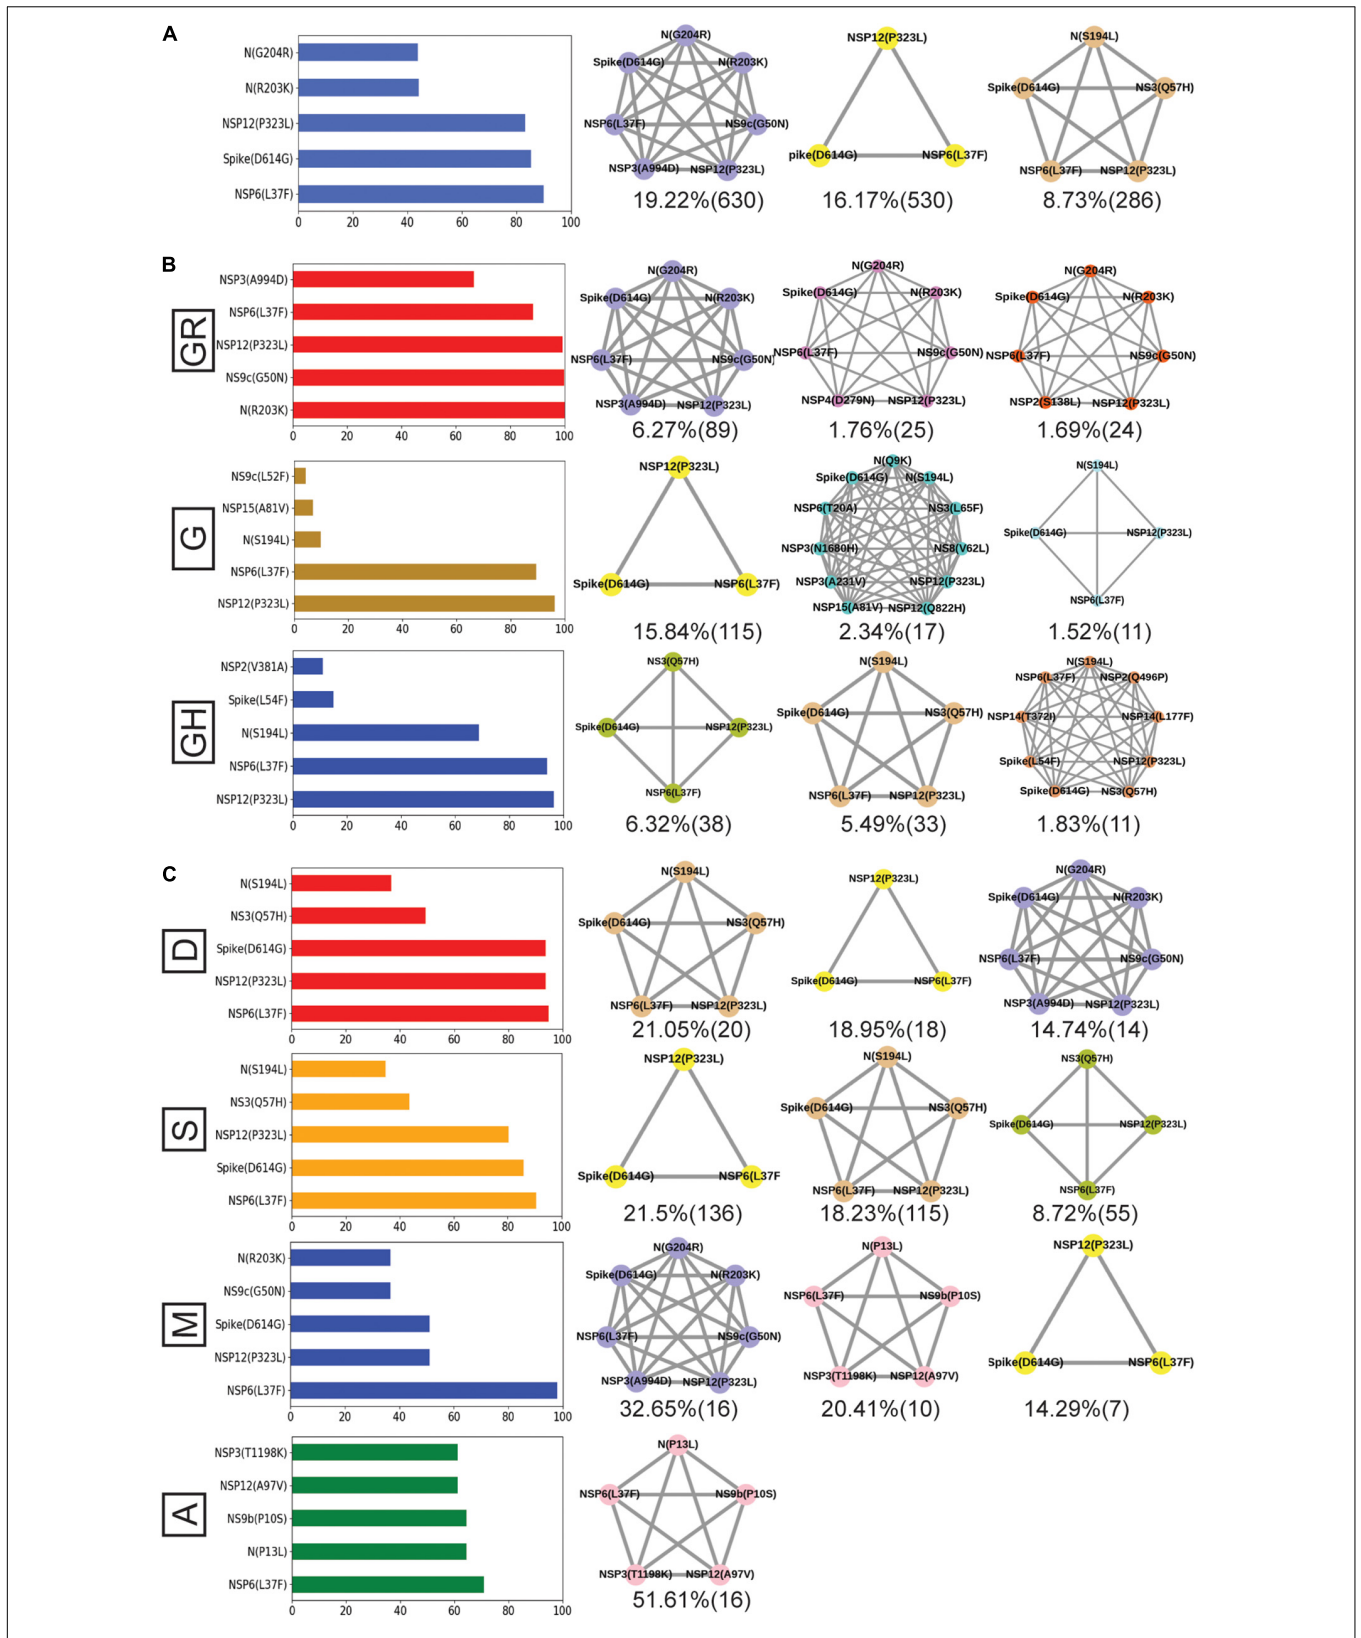 A
N(G204R)
N(R203K)
NSP12(P323L)
Spike(D614G)
NSP6(L37F)
0 20 40 60 80 100
N(G204R)
Spike(D614G) N(R203K)
NSP6(L37F) NS9c(G50N)
NSP3(A994D) NSP12(P323L)
19.22%(630)
NSP12(P323L)
pike(D614G) NSP6(L37F)
16.17%(530)
N(S194L)
Spike(D614G) NS3(Q57H)
NSP6(L37F) NSP12(P323L)
8.73%(286)
B
GR
NSP3(A994D)
NSP6(L37F)
NSP12(P323L)
NS9c(G50N)
N(R203K)
0 20 40 60 80 100
N(G204R)
Spike(D614G) N(R203K)
NSP6(L37F) NS9c(G50N)
NSP3(A994D) NSP12(P323L)
6.27%(89)
N(G204R)
Spike(D614G) N(R203K)
NSP6(L37F) NS9c(G50N)
NSP4(D279N) NSP12(P323L)
1.76%(25)
N(G204R)
Spike(D614G) N(R203K)
NSP6(L37F) NS9c(G50N)
NSP2(S138L) NSP12(P323L)
1.69%(24)
G
NS9c(L52F)
NSP15(A81V)
N(S194L)
NSP6(L37F)
NSP12(P323L)
0 20 40 60 80 100
NSP12(P323L)
Spike(D614G) NSP6(L37F)
15.84%(115)
N(Q9K)
Spike(D614G) N(S194L)
NSP6(T20A) NS3(L65F)
NSP3(N1680H) NS8(V62L)
NSP3(A231V) NSP12(P323L)
NSP15(A81V) NSP12(Q822H)
2.34%(17)
N(S194L)
Spike(D614G) NSP12(P323L)
NSP6(L37F)
1.52%(11)
GH
NSP2(V381A)
Spike(L54F)
N(S194L)
NSP6(L37F)
NSP12(P323L)
0 20 40 60 80 100
NS3(Q57H)
Spike(D614G) NSP12(P323L)
NSP6(L37F)
6.32%(38)
N(S194L)
Spike(D614G) NS3(Q57H)
NSP6(L37F) NSP12(P323L)
5.49%(33)
N(S194L)
NSP6(L37F) NSP2(Q496P)
NSP14(T372I) NSP14(L177F)
Spike(L54F) NSP12(P323L)
Spike(D614G) NS3(Q57H)
1.83%(11)
C
D
N(S194L)
NS3(Q57H)
Spike(D614G)
NSP12(P323L)
NSP6(L37F)
0 20 40 60 80 100
N(S194L)
Spike(D614G) NS3(Q57H)
NSP6(L37F) NSP12(P323L)
21.05%(20)
NSP12(P323L)
Spike(D614G) NSP6(L37F)
18.95%(18)
N(G204R)
Spike(D614G) N(R203K)
NSP6(L37F) NS9c(G50N)
NSP3(A994D) NSP12(P323L)
14.74%(14)
S
N(S194L)
NS3(Q57H)
NSP12(P323L)
Spike(D614G)
NSP6(L37F)
0 20 40 60 80 100
NSP12(P323L)
Spike(D614G) NSP6(L37F
21.5%(136)
N(S194L)
Spike(D614G) NS3(Q57H)
NSP6(L37F) NSP12(P323L)
18.23%(115)
NS3(Q57H)
Spike(D614G) NSP12(P323L)
NSP6(L37F)
8.72%(55)
M
N(R203K)
NS9c(G50N)
Spike(D614G)
NSP12(P323L)
NSP6(L37F)
0 20 40 60 80 100
N(G204R)
Spike(D614G) N(R203K)
NSP6(L37F) NS9c(G50N)
NSP3(A994D) NSP12(P323L)
32.65%(16)
N(P13L)
NSP6(L37F) NS9b(P10S)
NSP3(T1198K) NSP12(A97V)
20.41%(10)
NSP12(P323L)
Spike(D614G) NSP6(L37F)
14.29%(7)
A
NSP3(T1198K)
NSP12(A97V)
NS9b(P10S)
N(P13L)
NSP6(L37F)
0 20 40 60 80 100
N(P13L)
NSP6(L37F) NS9b(P10S)
NSP3(T1198K) NSP12(A97V)
51.61%(16)